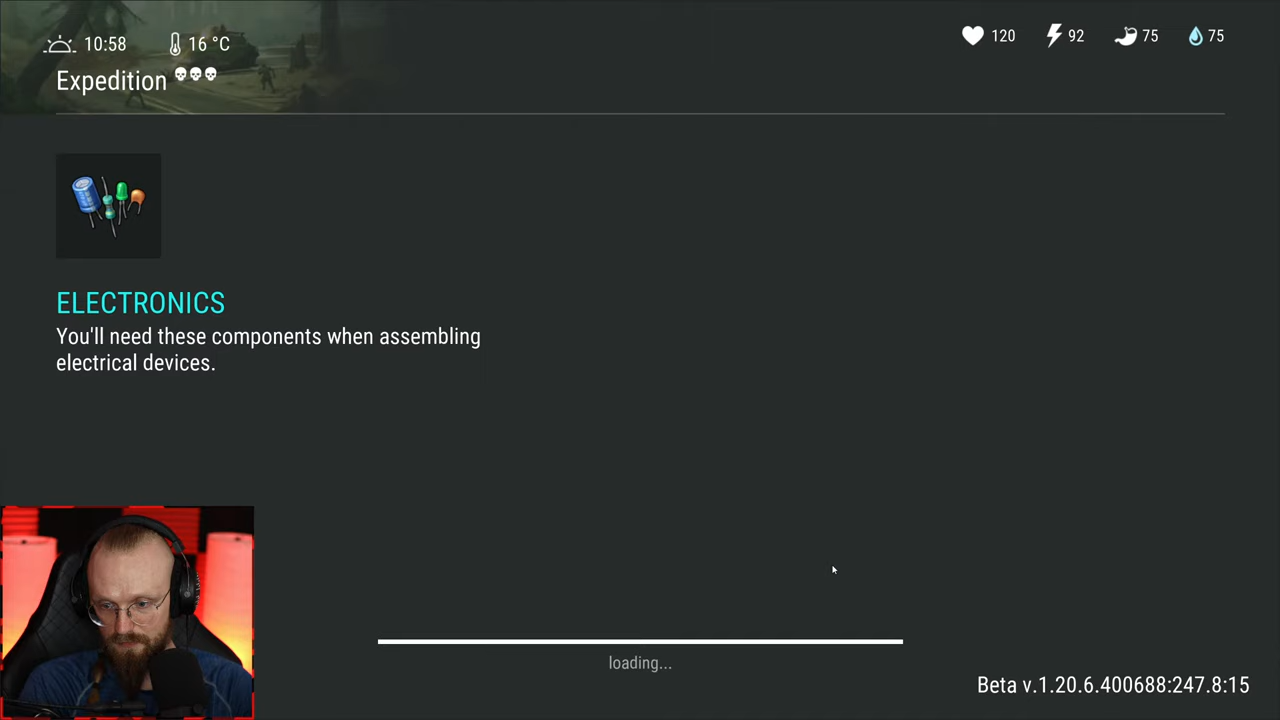 10:58
16 °C
120
92
75
75
Expedition
ELECTRONICS
You'll need these components when assembling
electrical devices.
loading...
Beta v.1.20.6.400688:247.8:15